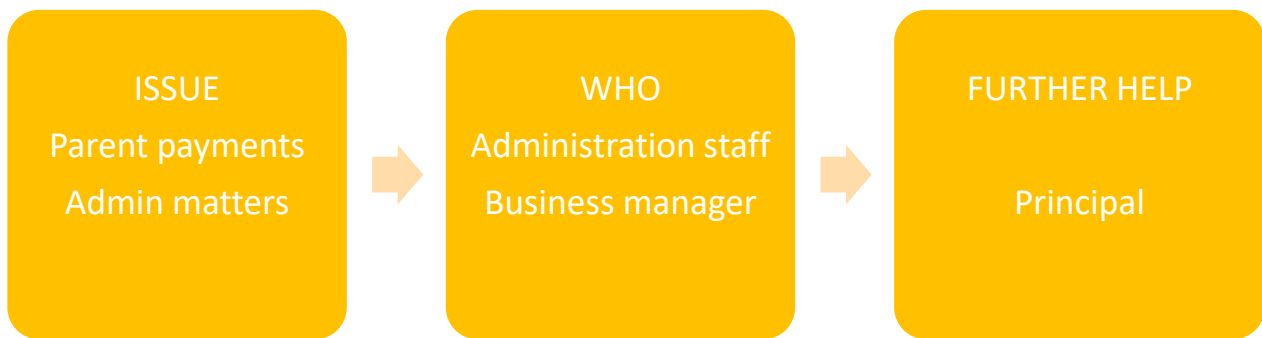 ISSUE
Parent payments
Admin matters
WHO
Administration staff
Business manager
FURTHER HELP
Principal